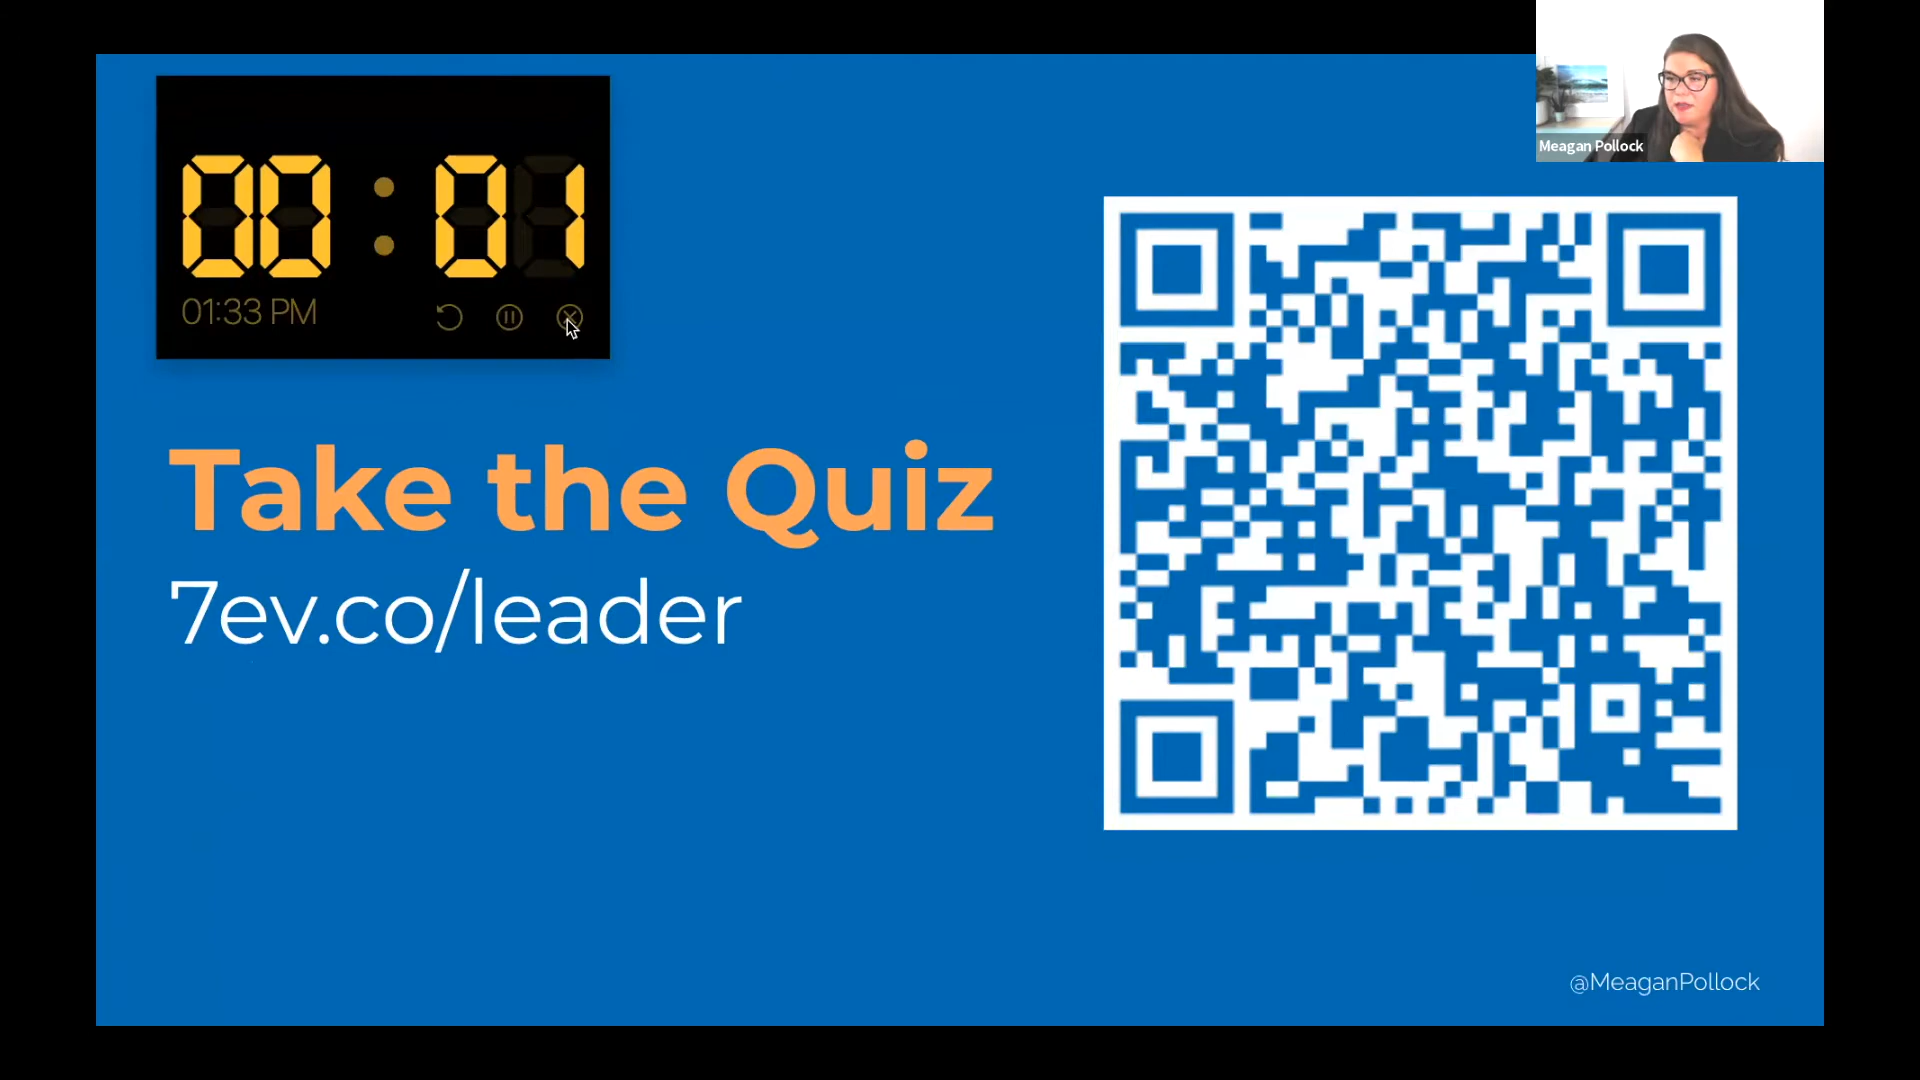 Meagan Pollock
00:01
01:33 PM
Take the Quiz
7ev.co/leader
@MeaganPollock